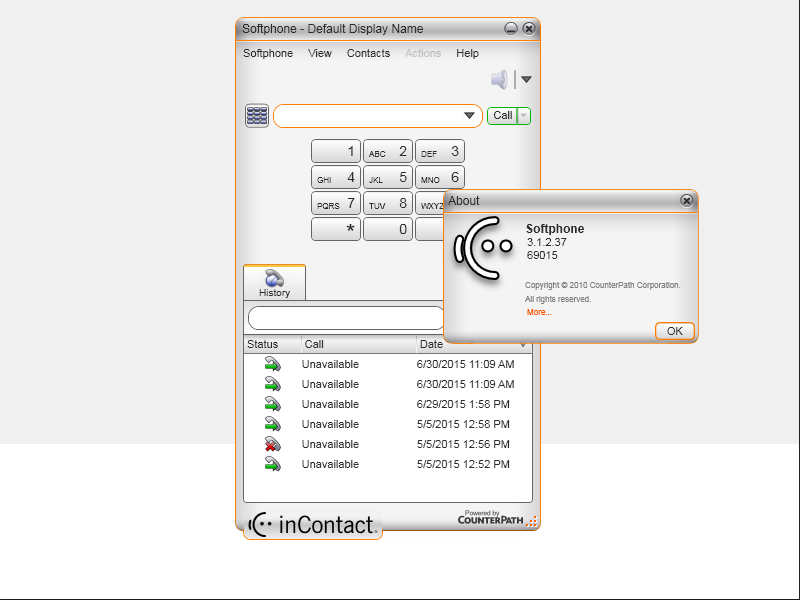 Softphone - Default Display Name
Softphone View Contacts Actions Help
Call
1 ABC 2 DEF 3
GHI 4 JKL 5 MNO 6
PQRS 7 TUV 8 WXYZ
* 0
About
Softphone
3.1.2.37
69015
Copyright © 2010 CounterPath Corporation.
All rights reserved.
More...
OK
History
Status Call Date
Unavailable 6/30/2015 11:09 AM
Unavailable 6/30/2015 11:09 AM
Unavailable 6/29/2015 1:58 PM
Unavailable 5/5/2015 12:58 PM
Unavailable 5/5/2015 12:56 PM
Unavailable 5/5/2015 12:52 PM
inContact
Powered by
COUNTERPATH